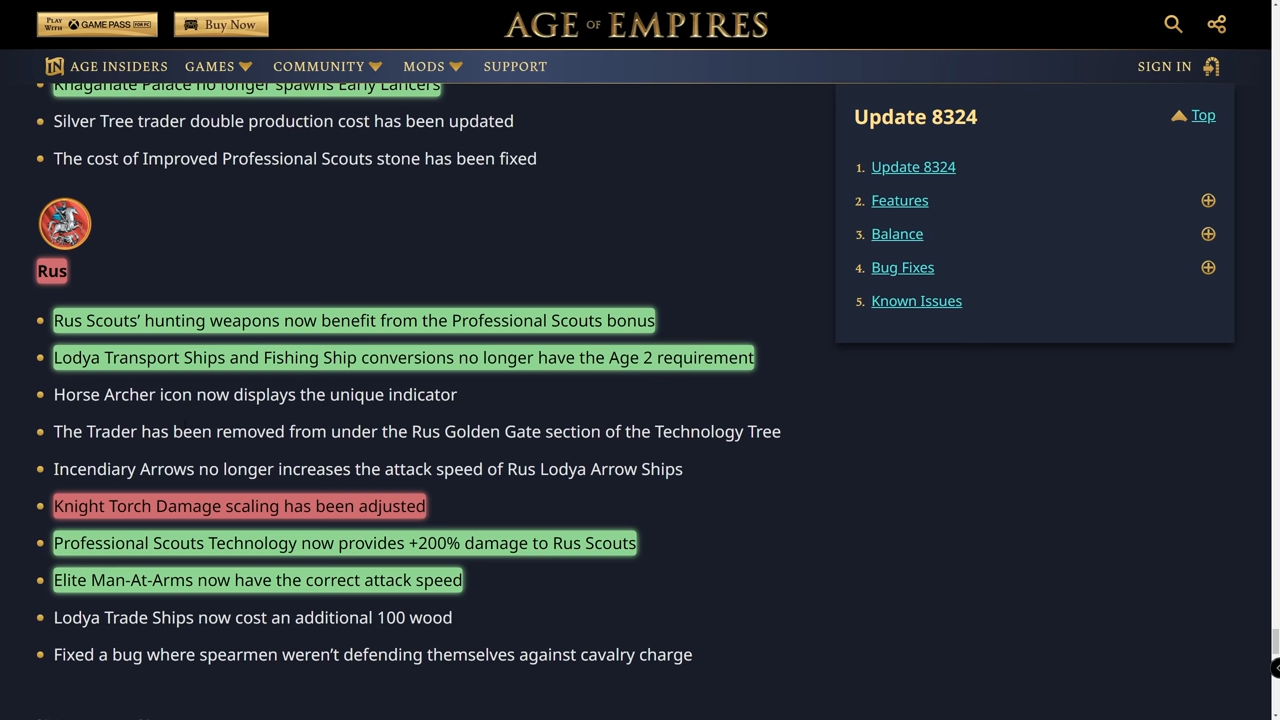 PLAY WITH XBOX GAME PASS FOR PC
Buy Now
AGE OF EMPIRES
AGE INSIDERS GAMES COMMUNITY MODS SUPPORT
SIGN IN
Khaganate Palace no longer spawns Early Lancers
Silver Tree trader double production cost has been updated
The cost of Improved Professional Scouts stone has been fixed
Rus
Rus Scouts’ hunting weapons now benefit from the Professional Scouts bonus
Lodya Transport Ships and Fishing Ship conversions no longer have the Age 2 requirement
Horse Archer icon now displays the unique indicator
The Trader has been removed from under the Rus Golden Gate section of the Technology Tree
Incendiary Arrows no longer increases the attack speed of Rus Lodya Arrow Ships
Knight Torch Damage scaling has been adjusted
Professional Scouts Technology now provides +200% damage to Rus Scouts
Elite Man-At-Arms now have the correct attack speed
Lodya Trade Ships now cost an additional 100 wood
Fixed a bug where spearmen weren’t defending themselves against cavalry charge
Update 8324
Top
1. Update 8324
2. Features
3. Balance
4. Bug Fixes
5. Known Issues